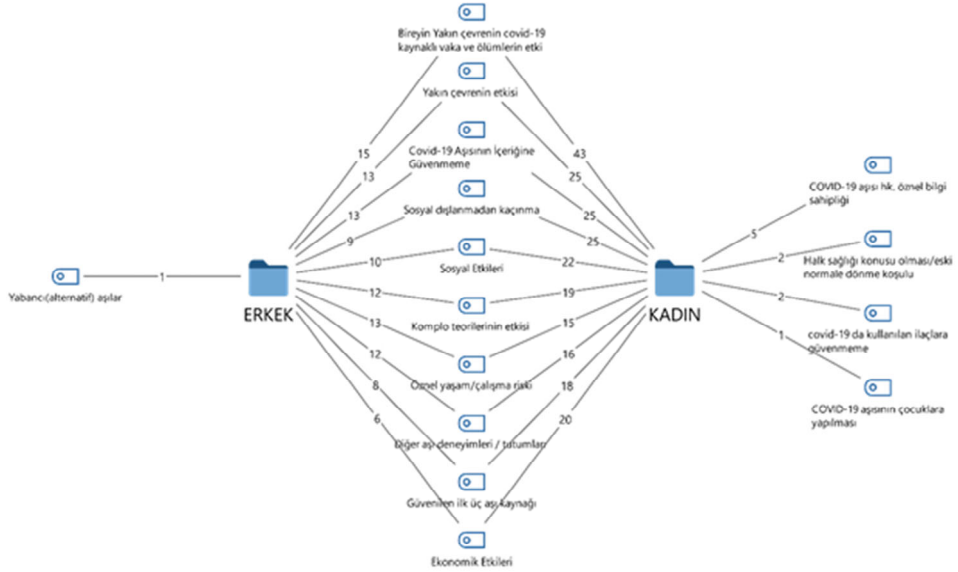 Bireyin Yakın çevrenin covid-19
kaynaklı vaka ve ölümlerin etki
Yakın çevrenin etkisi
Covid-19 Aşısının İçeriğine
Güvenmeme
Sosyal dışlanmadan kaçınma
Sosyal Etkileri
Komplo teorilerinin etkisi
Öznel yaşam/çalışma riski
Diğer aşı deneyimleri / tutumları
Güvenilen ilk üç aşı kaynağı
Ekonomik Etkileri
15
13
13
9
10
12
13
12
8
6
43
25
25
25
22
19
15
16
18
20
Yabancı(alternatif) aşılar
1
ERKEK
KADIN
5
2
2
1
COVID-19 aşısı hk. öznel bilgi
sahipliği
Halk sağlığı konusu olması/eski
normale dönme koşulu
covid-19 da kullanılan ilaçlara
güvenmeme
COVID-19 aşısının çocuklara
yapılması